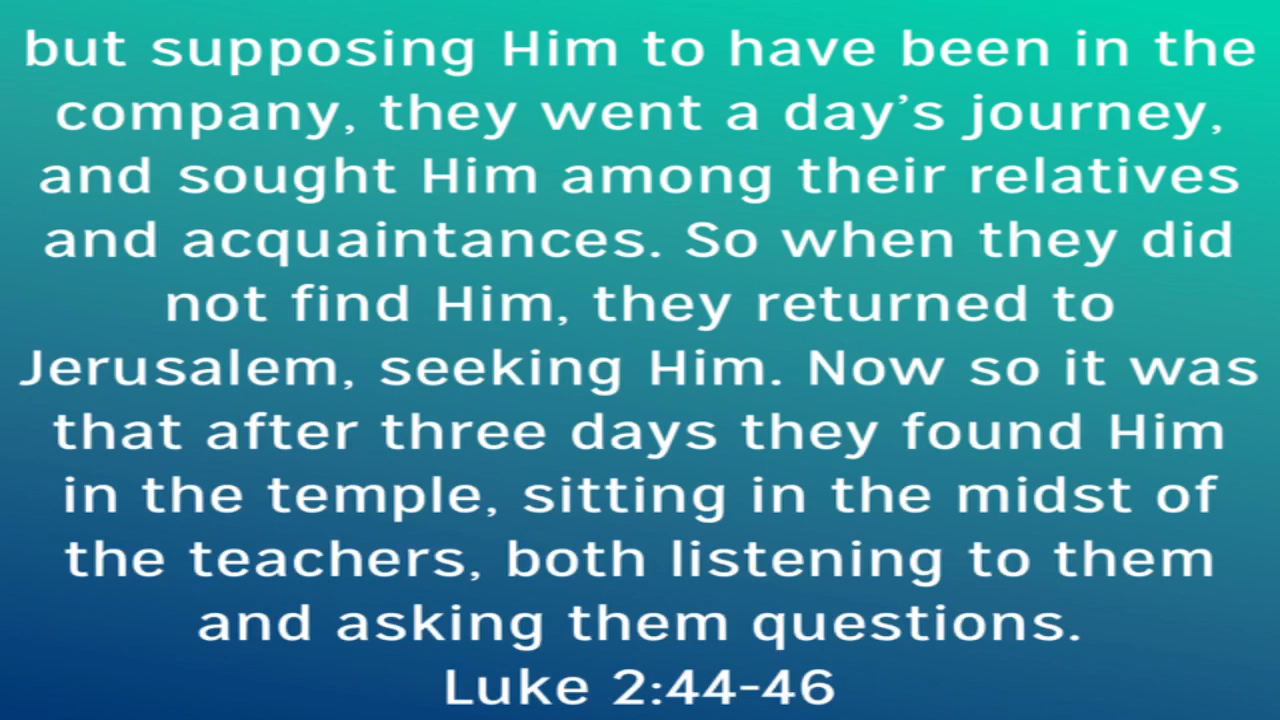 but supposing Him to have been in the
company, they went a day’s journey,
and sought Him among their relatives
and acquaintances. So when they did
not find Him, they returned to
Jerusalem, seeking Him. Now so it was
that after three days they found Him
in the temple, sitting in the midst of
the teachers, both listening to them
and asking them questions.
Luke 2:44-46